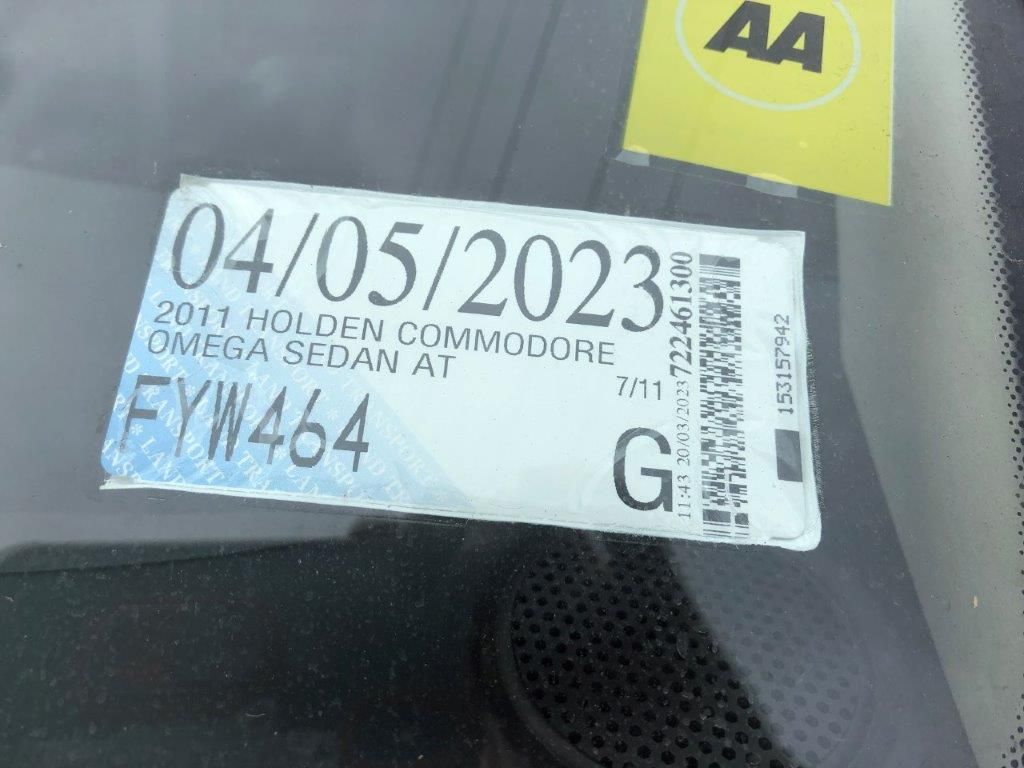 AA
04/05/2023
2011 HOLDEN COMMODORE
OMEGA SEDAN AT
7/11
FYW464
G
11:43 20/03/2023 7224461300
153157942